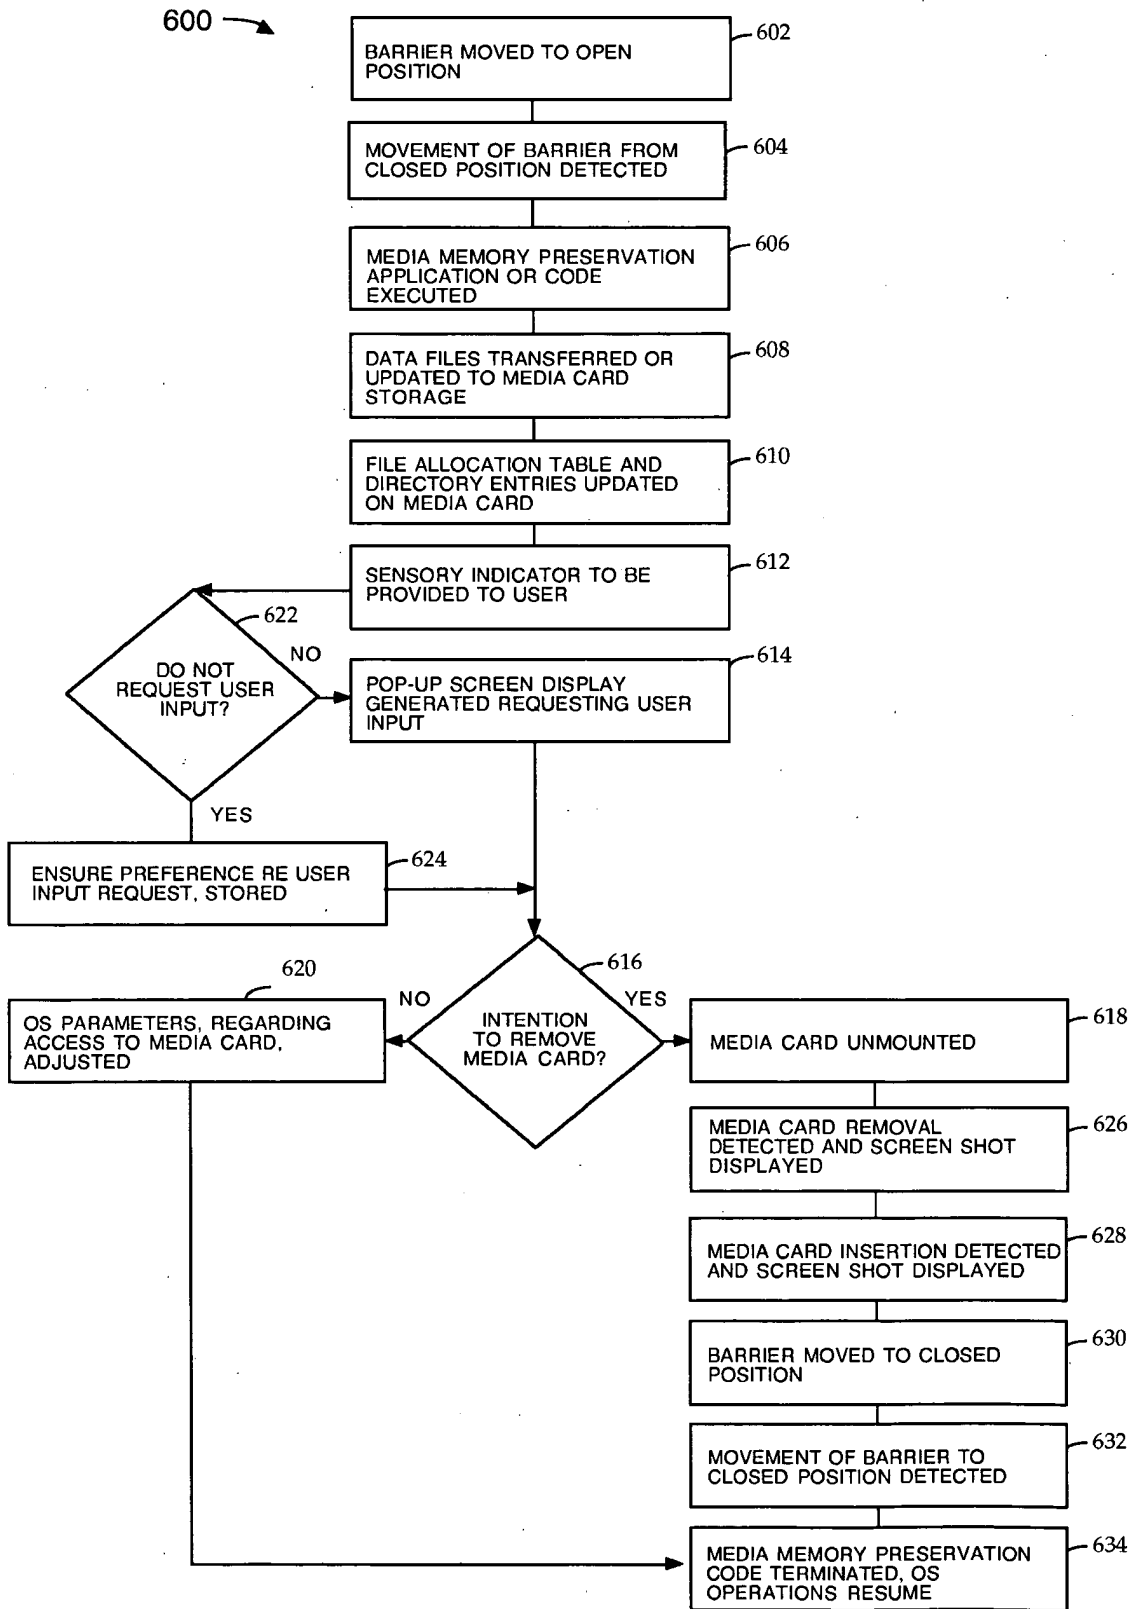 600
602
BARRIER MOVED TO OPEN
POSITION
604
MOVEMENT OF BARRIER FROM
CLOSED POSITION DETECTED
606
MEDIA MEMORY PRESERVATION
APPLICATION OR CODE
EXECUTED
608
DATA FILES TRANSFERRED OR
UPDATED TO MEDIA CARD
STORAGE
610
FILE ALLOCATION TABLE AND
DIRECTORY ENTRIES UPDATED
ON MEDIA CARD
612
SENSORY INDICATOR TO BE
PROVIDED TO USER
622
DO NOT
REQUEST USER
INPUT?
NO
YES
614
POP-UP SCREEN DISPLAY
GENERATED REQUESTING USER
INPUT
624
ENSURE PREFERENCE RE USER
INPUT REQUEST, STORED
616
INTENTION
TO REMOVE
MEDIA CARD?
NO
YES
620
OS PARAMETERS, REGARDING
ACCESS TO MEDIA CARD,
ADJUSTED
618
MEDIA CARD UNMOUNTED
626
MEDIA CARD REMOVAL
DETECTED AND SCREEN SHOT
DISPLAYED
628
MEDIA CARD INSERTION DETECTED
AND SCREEN SHOT DISPLAYED
630
BARRIER MOVED TO CLOSED
POSITION
632
MOVEMENT OF BARRIER TO
CLOSED POSITION DETECTED
634
MEDIA MEMORY PRESERVATION
CODE TERMINATED, OS
OPERATIONS RESUME